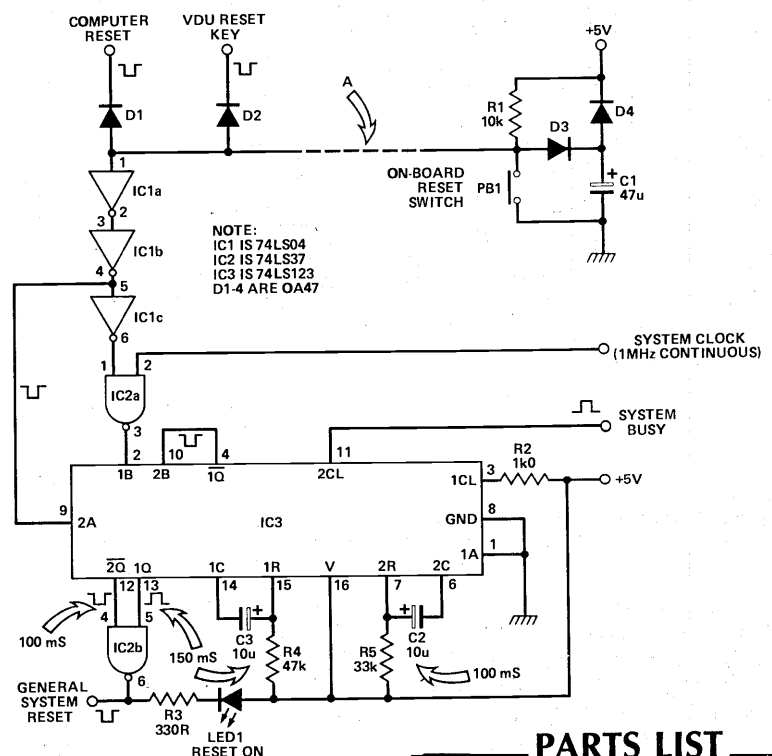 COMPUTER
RESET
VDU RESET
KEY
+5V
A
D1
D2
R1
10k
D4
D3
1
IC1a
2
ON-BOARD
RESET
SWITCH
PB1
+
C1
47u
3
IC1b
4
NOTE:
IC1 IS 74LS04
IC2 IS 74LS37
IC3 IS 74LS123
D1-4 ARE OA47
5
IC1c
6
SYSTEM CLOCK
(1MHz CONTINUOUS)
1
2
IC2a
3
SYSTEM
BUSY
2
10
4
11
R2
1k0
1B
2B
1Q
2CL
1CL
3
+5V
9
2A
IC3
GND
8
1A
1
2Q
1Q
1C
1R
V
2R
2C
12
13
14
15
16
7
6
4
5
100 mS
IC2b
150 mS
+
C3
10u
R4
47k
R5
33k
+
C2
10u
100 mS
6
GENERAL
SYSTEM
RESET
R3
330R
LED1
RESET ON
PARTS LIST